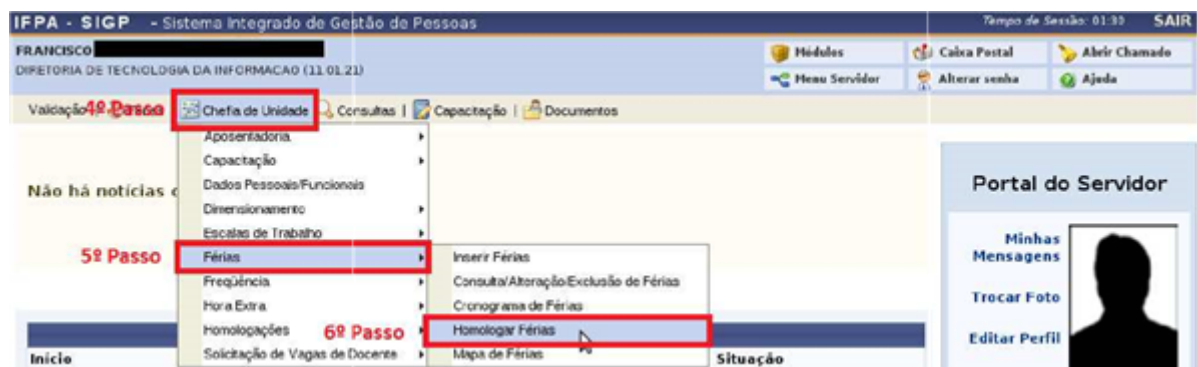 IFPA - SIGP - Sistema Integrado de Gestão de Pessoas Tempo de Sessão: 01:30 SAIR
FRANCISCO
DIRETORIA DE TECNOLOGIA DA INFORMACAO (11.01.21)
Módulos Caixa Postal Abrir Chamado
Menu Servidor Alterar senha Ajuda
Validação 4º Passo Chefia de Unidade Consultas | Capacitação | Documentos
Aposentadoria
Capacitação
Dados Pessoais/Funcionais
Dimensionamento
Escalas de Trabalho
5º Passo Férias
Freqüência
Hora Extra
Homologações
Solicitação de Vagas de Docente
Inserir Férias
Consulta/Alteração/Exclusão de Férias
Cronograma de Férias
6º Passo Homologar Férias
Mapa de Férias
Não há notícias
Início Situação
Portal do Servidor
Minhas
Mensagens
Trocar Foto
Editar Perfil